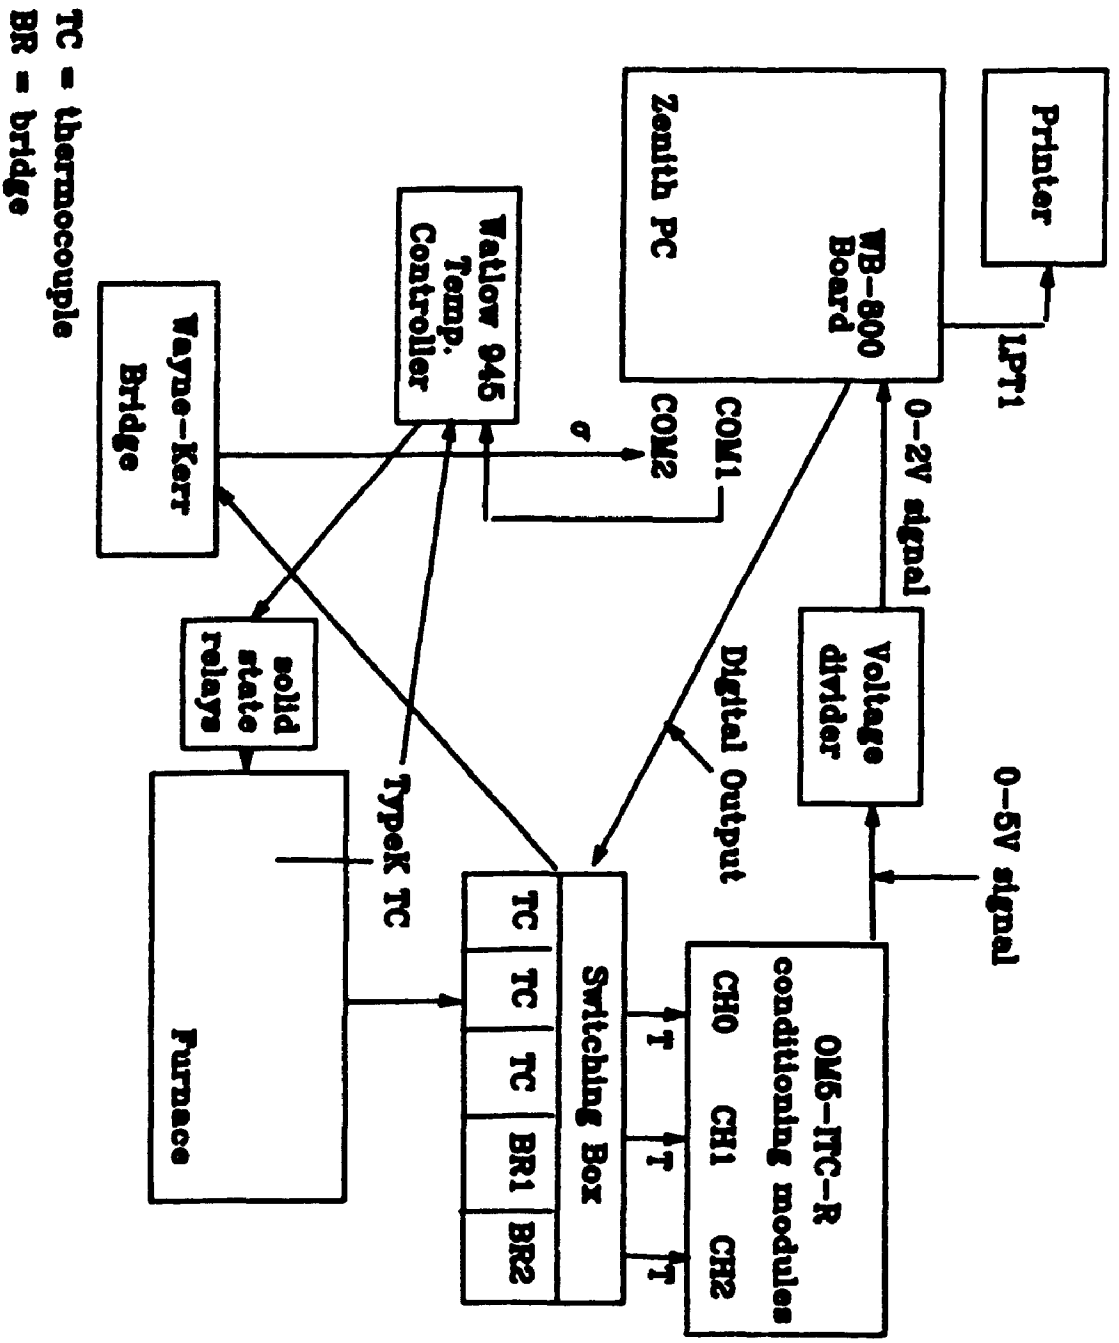 Printer
LPT1
WB-800
Board
Zenith PC
0-2V signal
COM1
COM2
Voltage
divider
0-5V signal
Digital Output
OM5-ITC-R
conditioning modules
CH0
CH1
CH2
T
T
T
Switching Box
TC
TC
TC
BR1
BR2
Watlow 945
Temp.
Controller
σ
TypeK TC
Wayne-Kerr
Bridge
solid
state
relays
Furnace
TC = thermocouple
BR = bridge